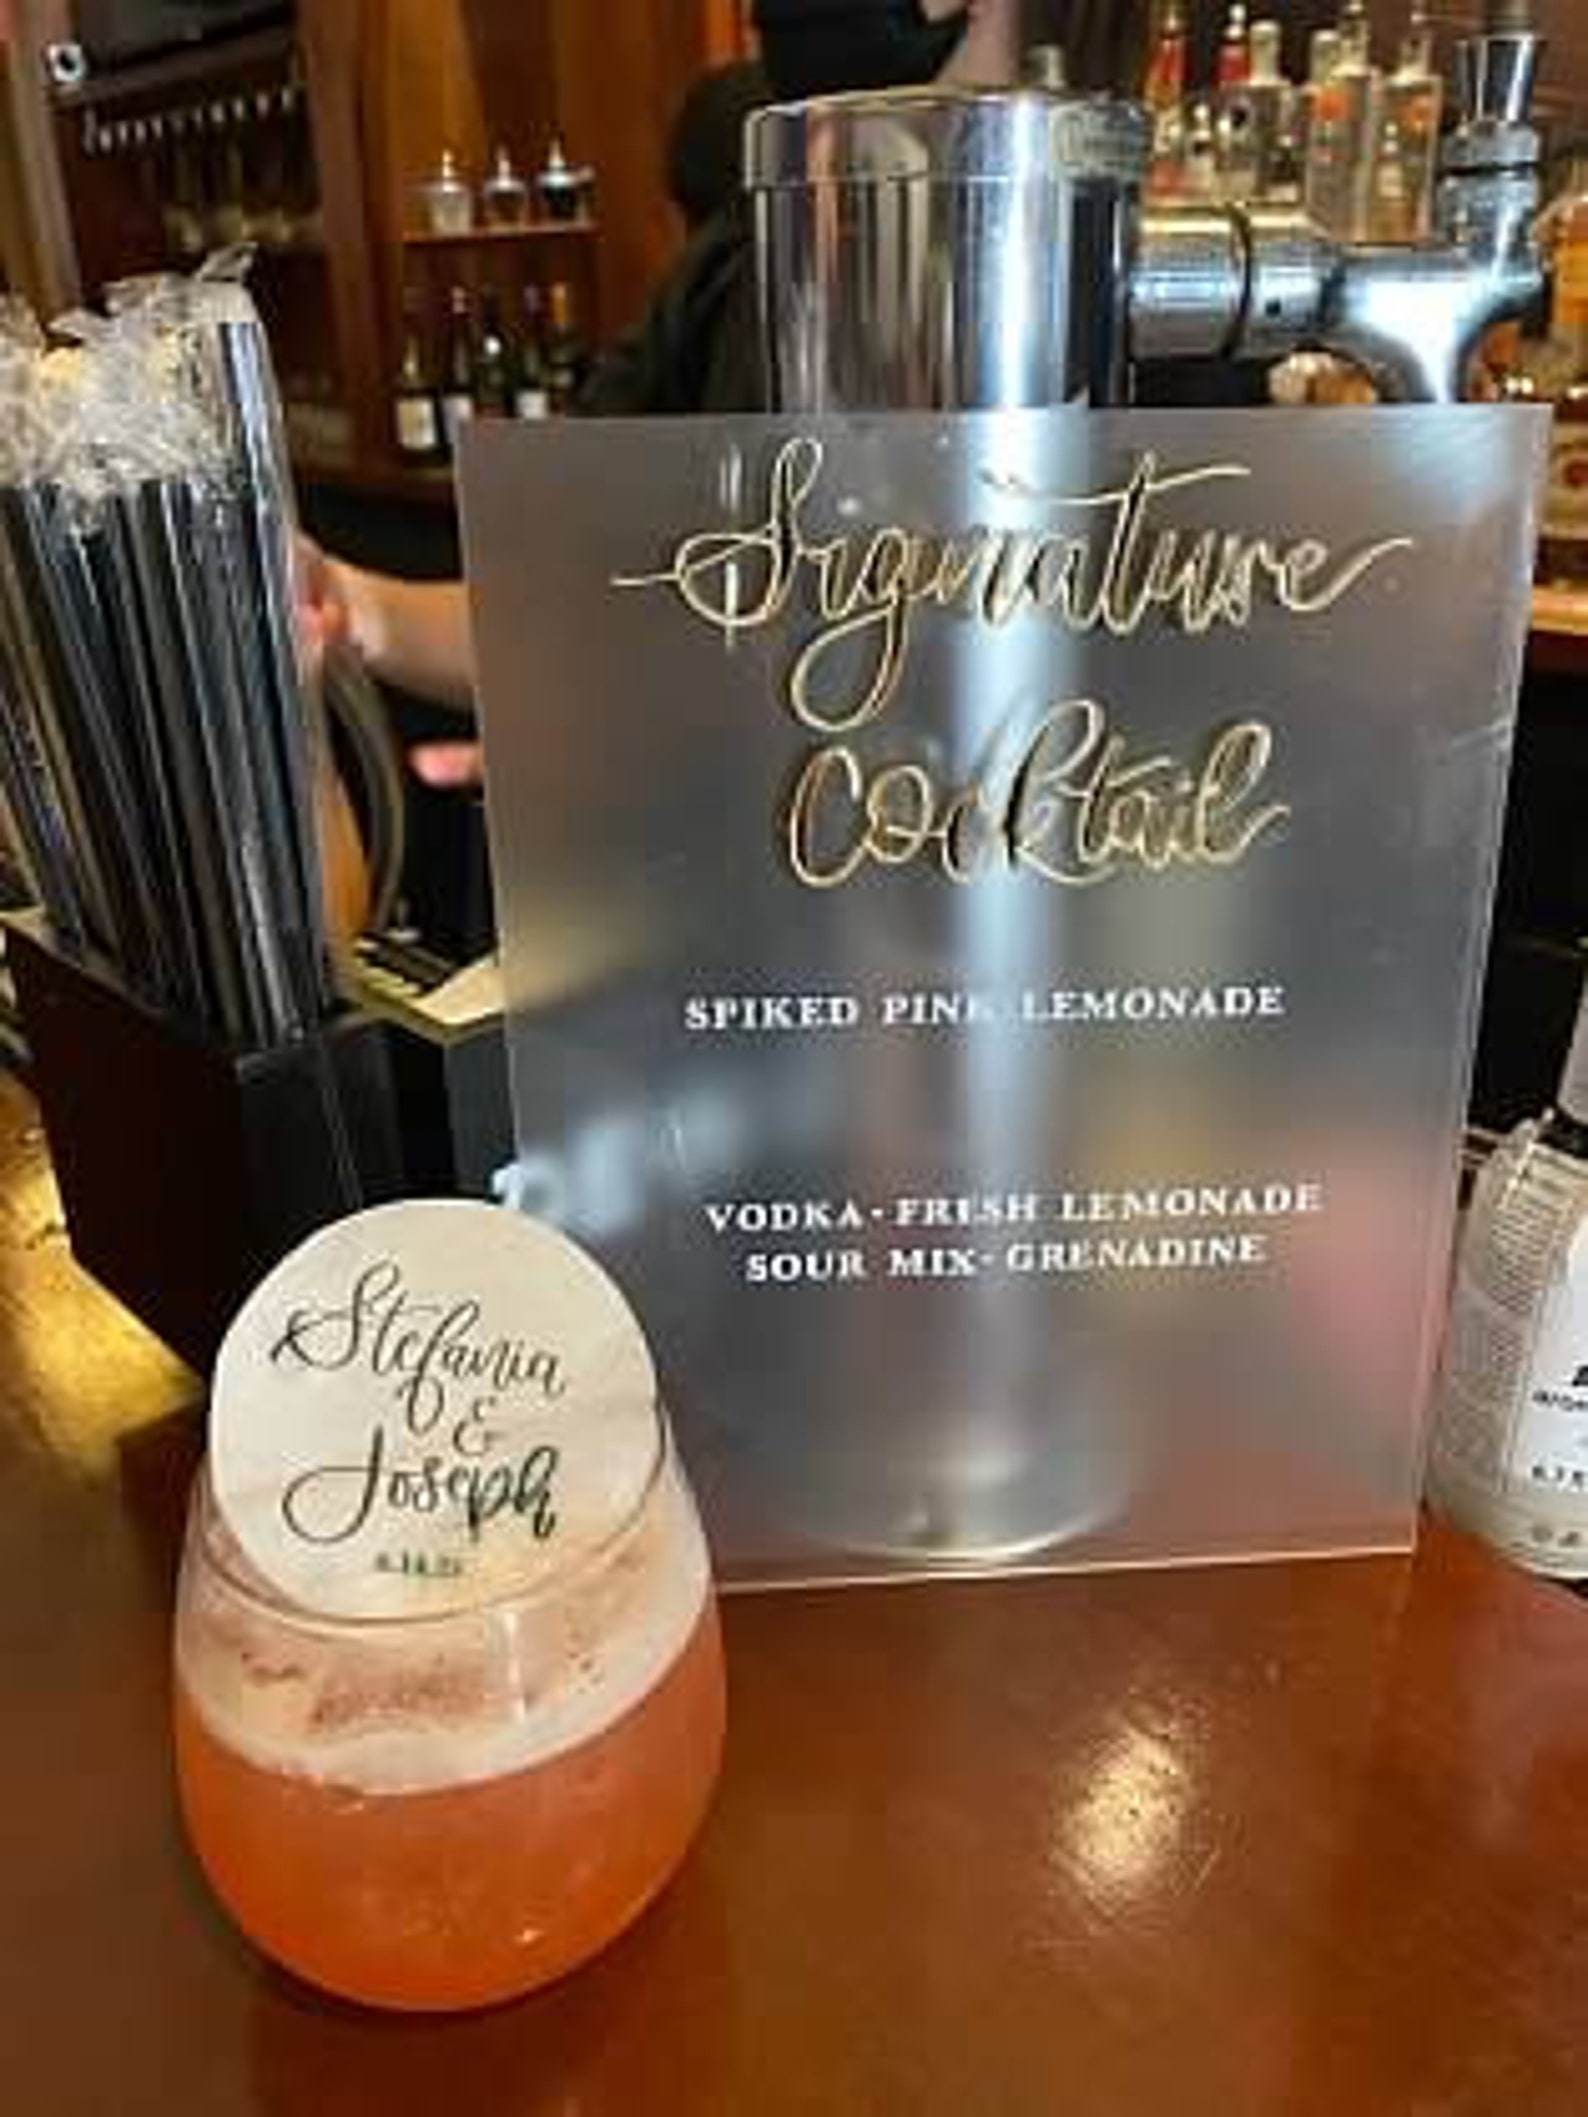 Signature
Cocktail
SPIKED PINK LEMONADE
VODKA · FRESH LEMONADE
SOUR MIX · GRENADINE
Stefania
&
Joseph